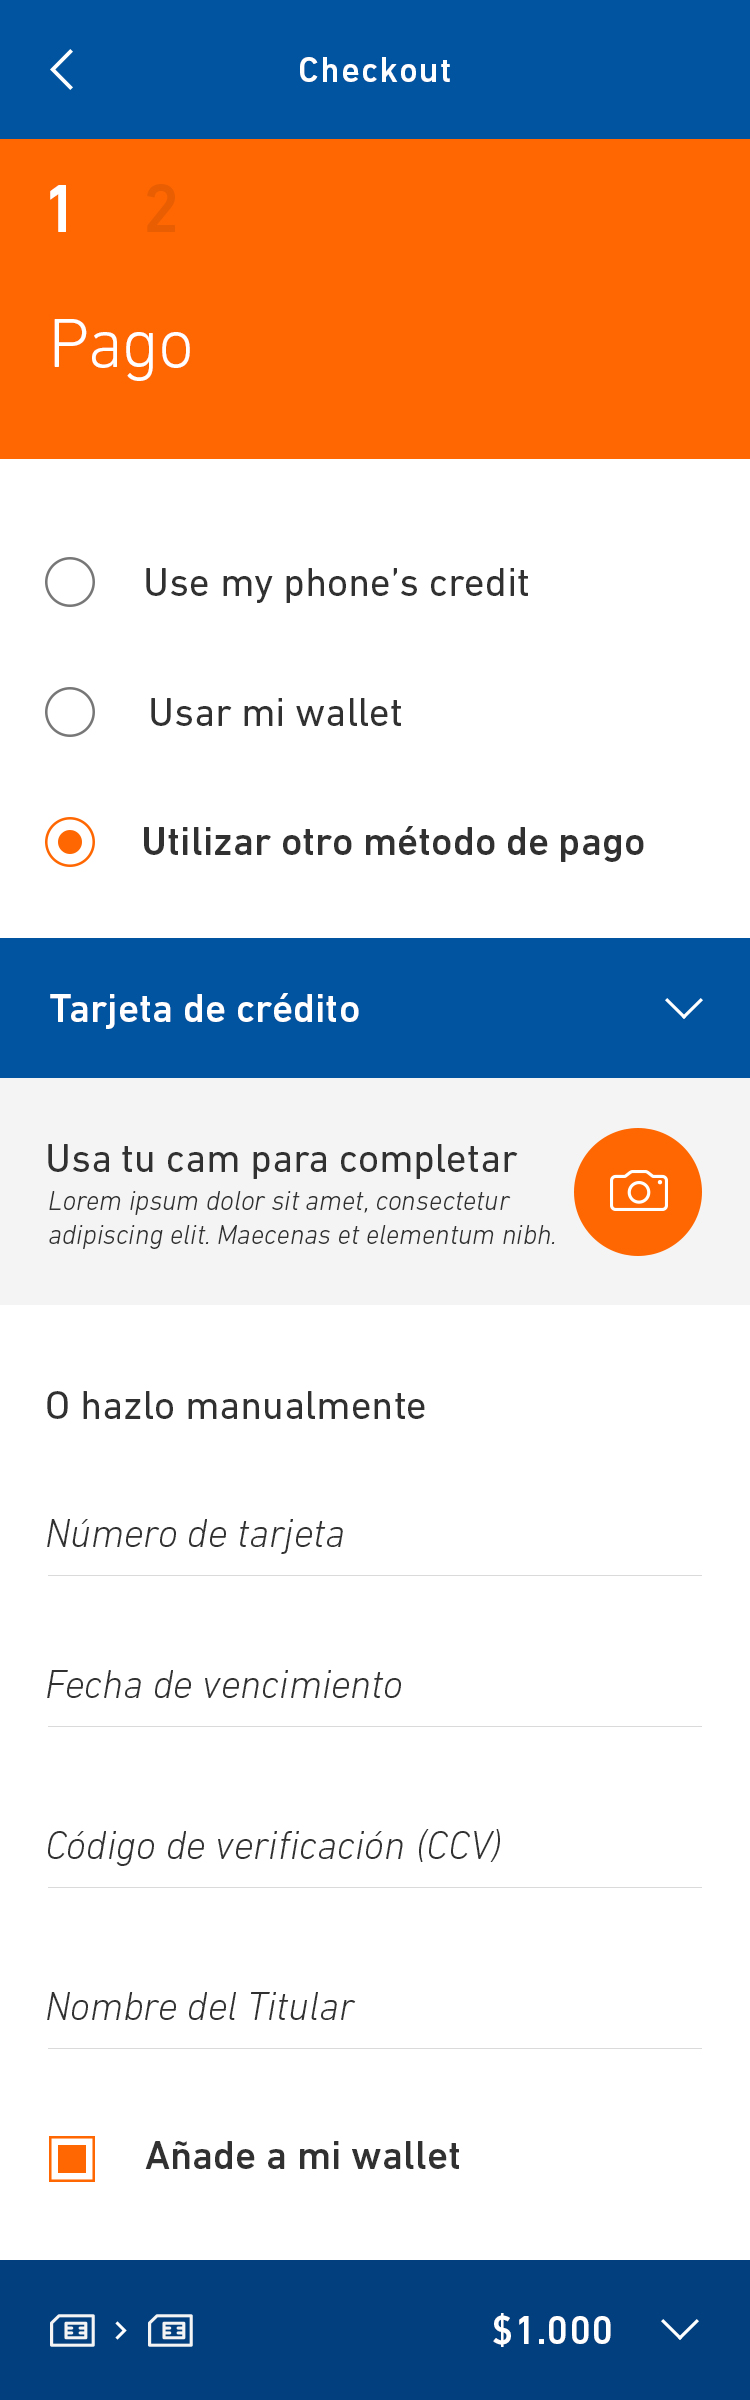 Checkout
1 2
Pago
Use my phone’s credit
Usar mi wallet
Utilizar otro método de pago
Tarjeta de crédito
Usa tu cam para completar
Lorem ipsum dolor sit amet, consectetur
adipiscing elit. Maecenas et elementum nibh.
O hazlo manualmente
Número de tarjeta
Fecha de vencimiento
Código de verificación (CCV)
Nombre del Titular
Añade a mi wallet
$1.000